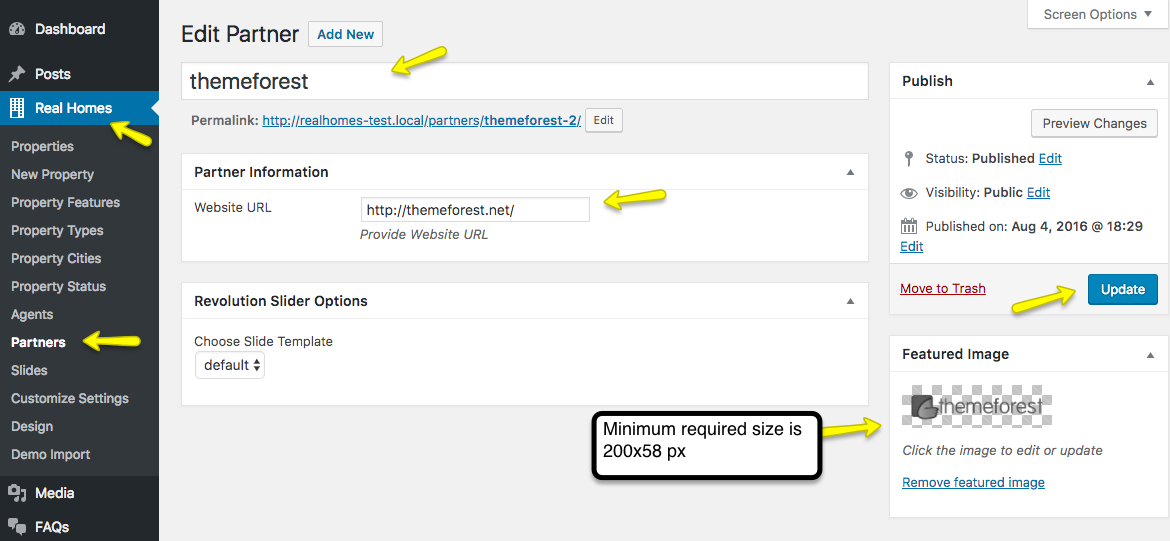 Screen Options
Dashboard
Posts
Real Homes
Properties
New Property
Property Features
Property Types
Property Cities
Property Status
Agents
Partners
Slides
Customize Settings
Design
Demo Import
Media
FAQs
Edit Partner Add New
themeforest
Permalink: http://realhomes-test.local/partners/themeforest-2/ Edit
Partner Information
Website URL http://themeforest.net/
Provide Website URL
Revolution Slider Options
Choose Slide Template
default
Minimum required size is
200x58 px
Publish
Preview Changes
Status: Published Edit
Visibility: Public Edit
Published on: Aug 4, 2016 @ 18:29
Edit
Move to Trash Update
Featured Image
themeforest
Click the image to edit or update
Remove featured image